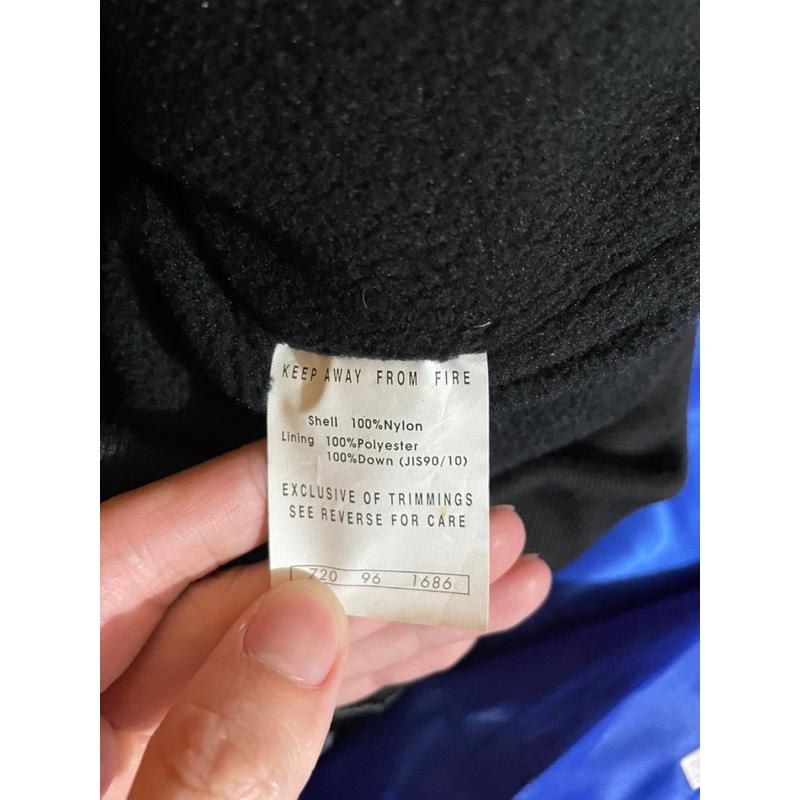 KEEP AWAY FROM FIRE
Shell 100%Nylon
Lining 100%Polyester
100%Down (JIS90/10)
EXCLUSIVE OF TRIMMINGS
SEE REVERSE FOR CARE
720 96 1686